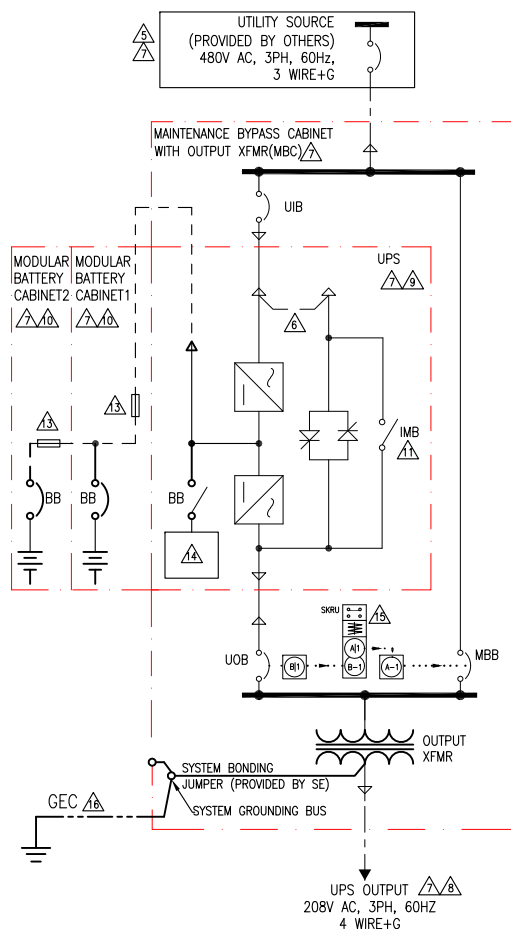 UTILITY SOURCE
(PROVIDED BY OTHERS)
480V AC, 3PH, 60Hz,
3 WIRE+G
5
7
MAINTENANCE BYPASS CABINET
WITH OUTPUT XFMR(MBC) 7
UIB
MODULAR
BATTERY
CABINET2
7 10
MODULAR
BATTERY
CABINET1
7 10
UPS
7 9
6
13
13
IMB
11
BB
BB
BB
14
SKRU
15
A|1
B|1
B-1
A-1
UOB
MBB
OUTPUT
XFMR
SYSTEM BONDING
JUMPER (PROVIDED BY SE)
SYSTEM GROUNDING BUS
GEC 16
UPS OUTPUT 7 8
208V AC, 3PH, 60HZ
4 WIRE+G